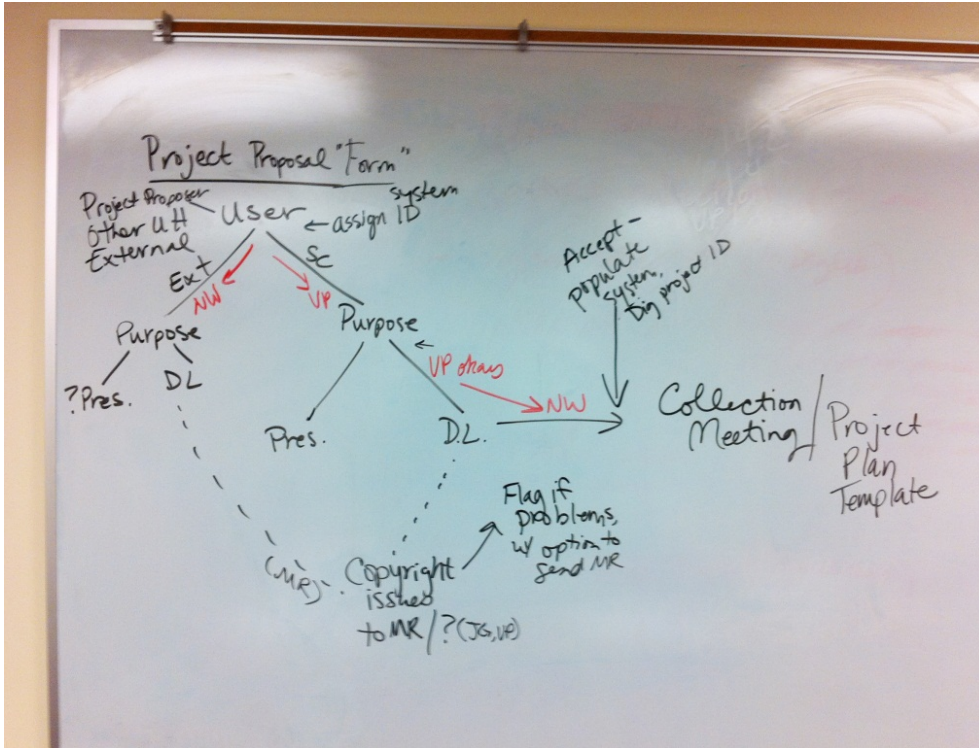 Project Proposal "Form"
Project Proposer
Other UH
External
User
← assign ID
system
Ext
SC
NW
VP
Purpose
? Pres.
DL
Purpose
←
Pres.
D.L.
VP okays
NW
Accept -
populate
system,
Dig project ID
Collection
Meeting /
Project
Plan
Template
(MR)
Copyright
issued
to MR / ? (JG, VP)
Flag if
problems,
w/ option to
send MR